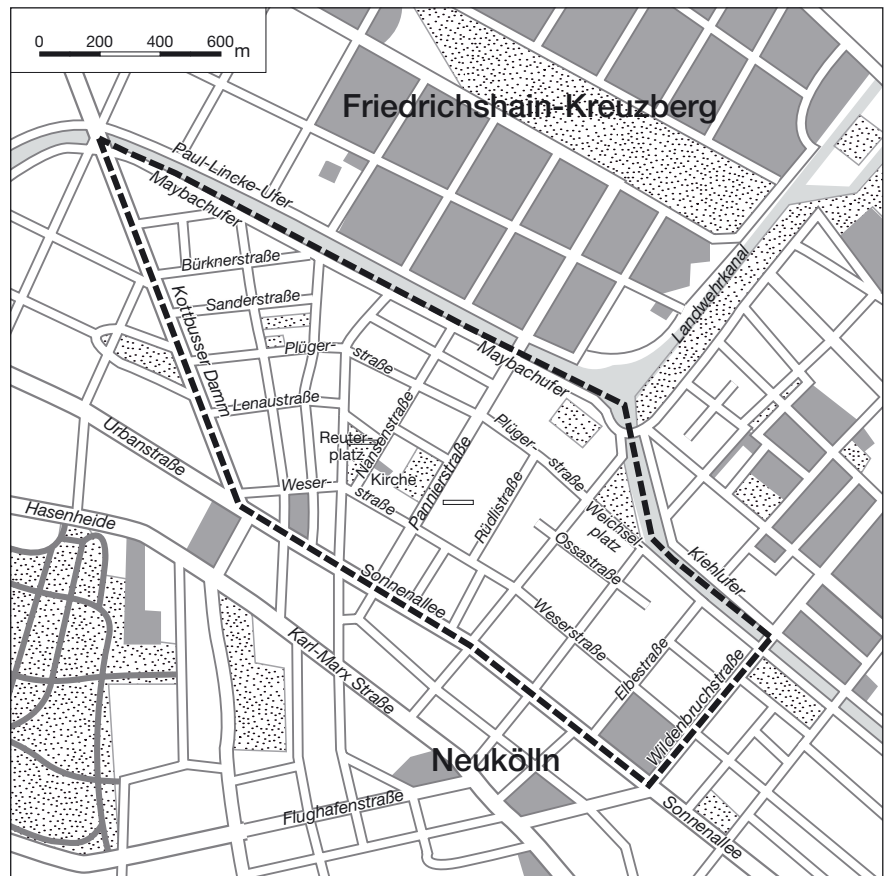 0 200 400 600 m
Friedrichshain-Kreuzberg
Paul-Lincke-Ufer
Maybachufer
Landwehrkanal
Bürknerstraße
Sanderstraße
Kottbusser Damm
Plüger-
straße
Maybachufer
Lenaustraße
Nansenstraße
Urbanstraße
Reuter-
platz
Plüger-
straße
Pannierstraße
Kirche
Weser-
straße
Rüdlistraße
Hasenheide
Weichsel-
platz
Ossastraße
Kiehlufer
Sonnenallee
Weserstraße
Karl-Marx Straße
Elbestraße
Wildenbruchstraße
Neukölln
Flughafenstraße
Sonnenallee